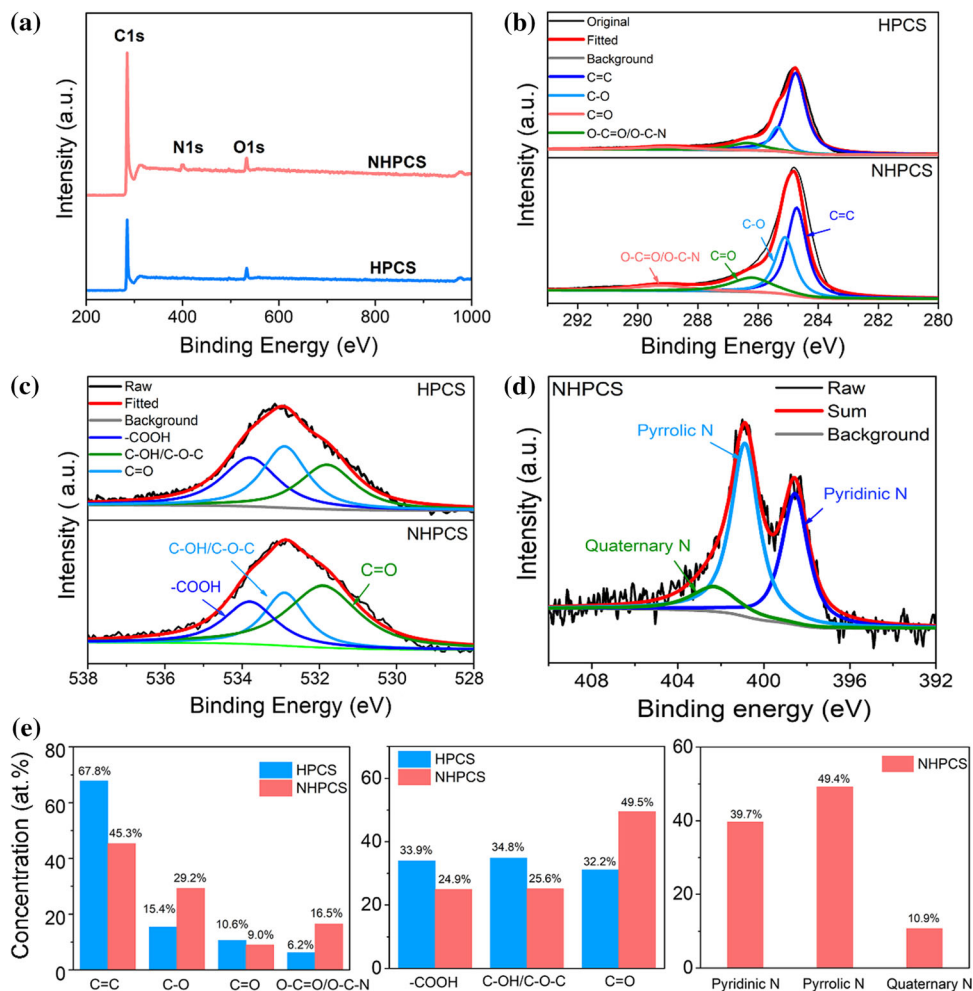 (a)
C1s
N1s
O1s
NHPCS
HPCS
Intensity (a.u.)
200 400 600 800 1000
Binding Energy (eV)
(b)
Original
Fitted
Background
C=C
C-O
C=O
O-C=O/O-C-N
HPCS
NHPCS
C-O
C=C
O-C=O/O-C-N
C=O
Intensity (a.u.)
292 290 288 286 284 282 280
Binding Energy (eV)
(c)
Raw
Fitted
Background
-COOH
C-OH/C-O-C
C=O
HPCS
NHPCS
C-OH/C-O-C
-COOH
C=O
Intensity ( a.u.)
538 536 534 532 530 528
Binding Energy (eV)
(d)
NHPCS
Raw
Sum
Background
Pyrrolic N
Pyridinic N
Quaternary N
Intensity (a.u.)
408 404 400 396 392
Binding energy (eV)
(e)
Concentration (at.%)
80
60
40
20
0
HPCS
NHPCS
67.8%
45.3%
15.4%
29.2%
10.6%
9.0%
6.2%
16.5%
C=C C-O C=O O-C=O/O-C-N
60
40
20
0
HPCS
NHPCS
33.9%
24.9%
34.8%
25.6%
32.2%
49.5%
-COOH C-OH/C-O-C C=O
60
40
20
0
NHPCS
39.7%
49.4%
10.9%
Pyridinic N Pyrrolic N Quaternary N